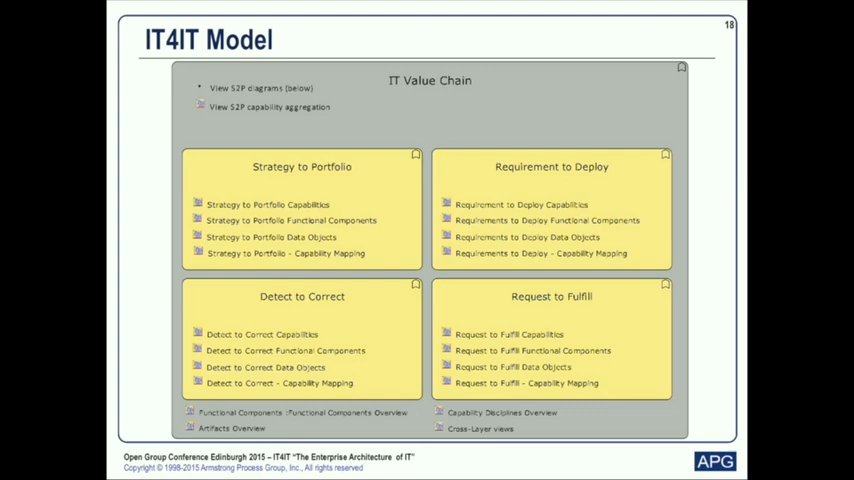 18
IT4IT Model
IT Value Chain
• View S2P diagrams (below)
View S2P capability aggregation
Strategy to Portfolio
Strategy to Portfolio Capabilities
Strategy to Portfolio Functional Components
Strategy to Portfolio Data Objects
Strategy to Portfolio - Capability Mapping
Requirement to Deploy
Requirement to Deploy Capabilities
Requirements to Deploy Functional Components
Requirements to Deploy Data Objects
Requirements to Deploy - Capability Mapping
Detect to Correct
Detect to Correct Capabilities
Detect to Correct Functional Components
Detect to Correct Data Objects
Detect to Correct - Capability Mapping
Request to Fulfill
Request to Fulfill Capabilities
Request to Fulfill Functional Components
Request to Fulfill Data Objects
Request to Fulfill - Capability Mapping
Functional Components :Functional Components Overview
Artifacts Overview
Capability Disciplines Overview
Cross-Layer views
Open Group Conference Edinburgh 2015 – IT4IT "The Enterprise Architecture of IT"
Copyright © 1998-2015 Armstrong Process Group, Inc., All rights reserved
APG